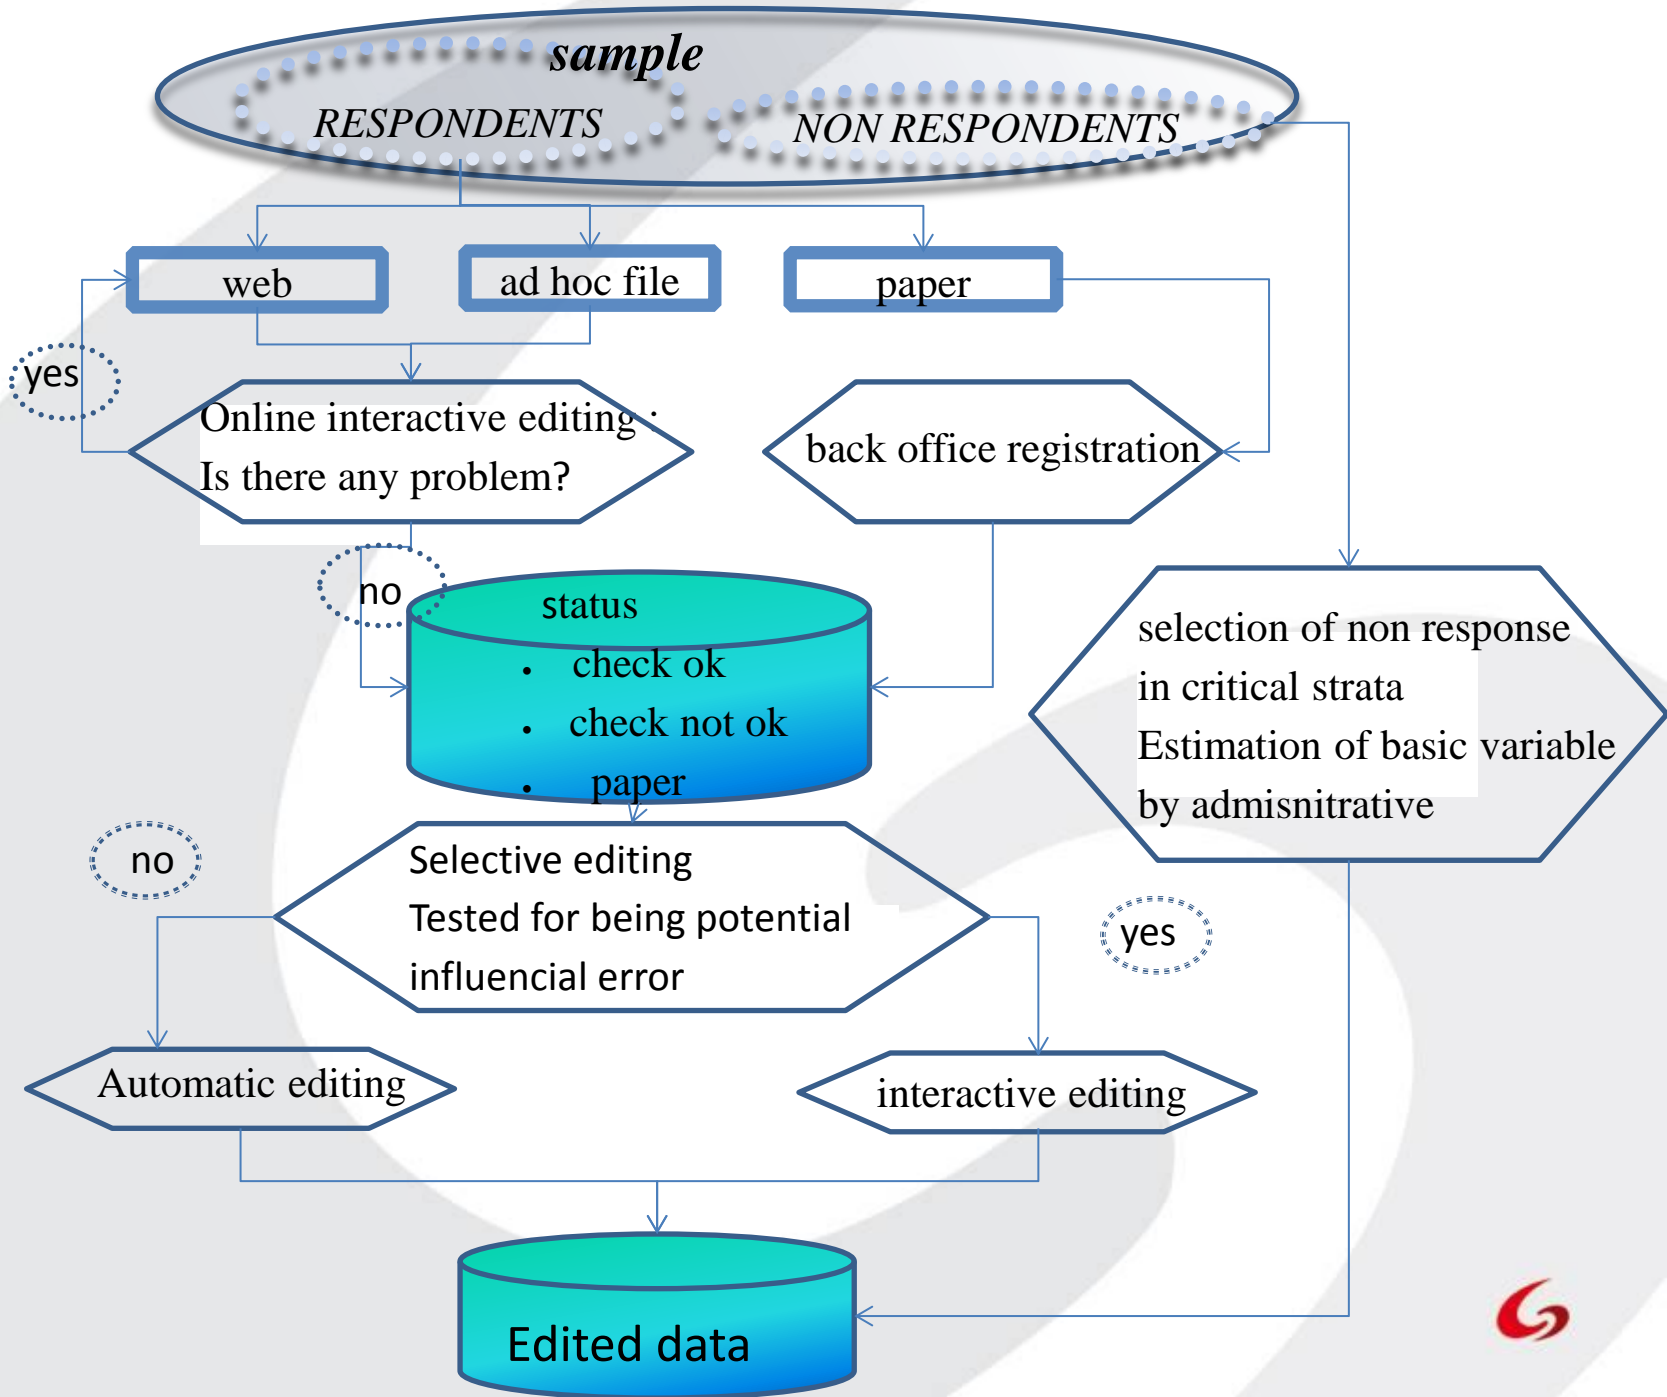 sample
RESPONDENTS
NON RESPONDENTS
web
ad hoc file
paper
yes
Online interactive editing :
Is there any problem?
back office registration
no
status
• check ok
• check not ok
• paper
selection of non response
in critical strata
Estimation of basic variable
by admisnitrative
no
Selective editing
Tested for being potential
influencial error
yes
Automatic editing
interactive editing
Edited data